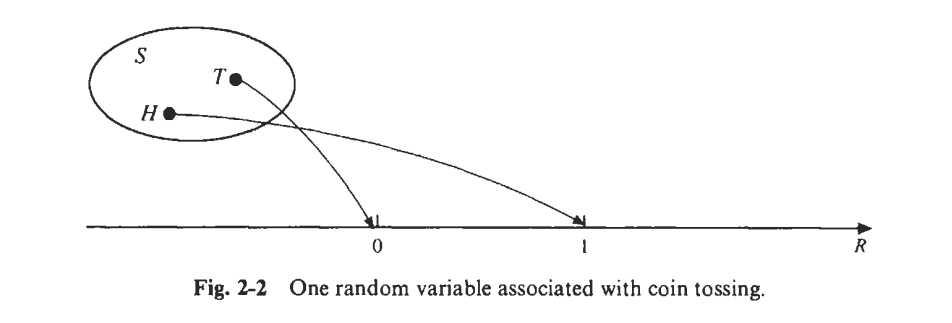 S
T
H
0
1
R
Fig. 2-2 One random variable associated with coin tossing.